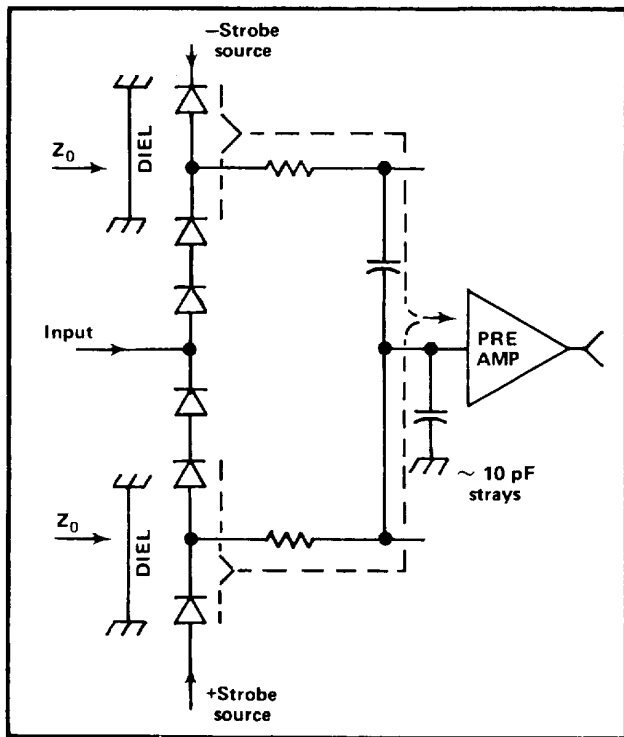 −Strobe
source
Z₀
DIEL
Input
PRE
AMP
~ 10 pF
strays
Z₀
DIEL
+Strobe
source